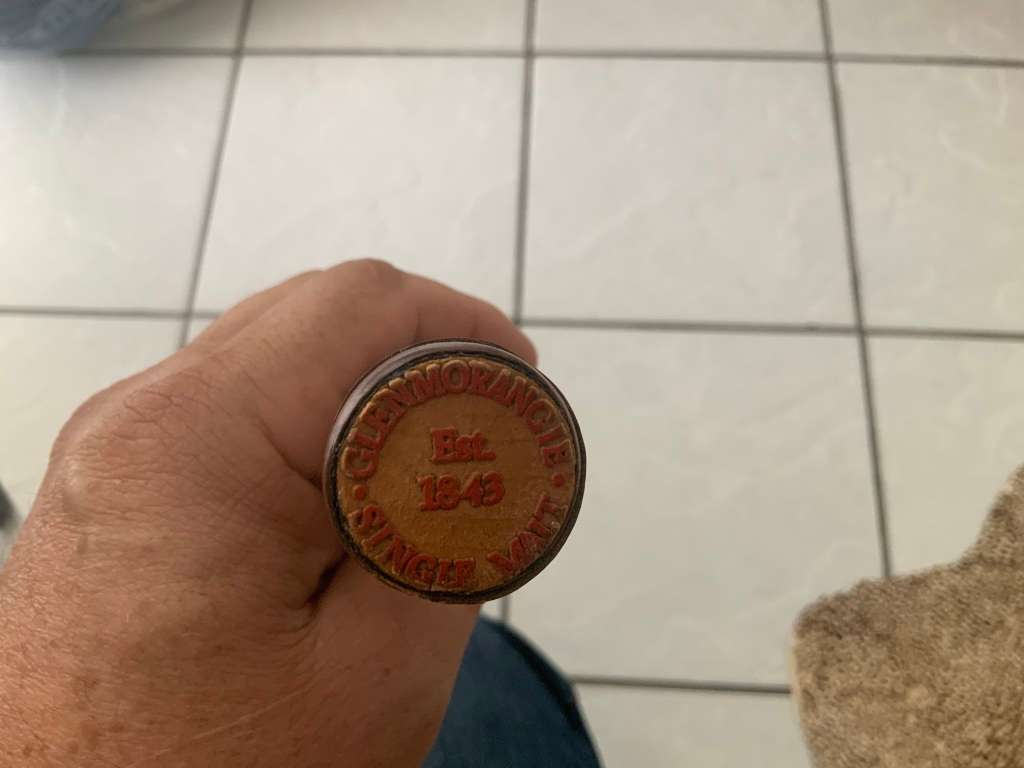 GLENMORANGIE
Est.
1843
SINGLE MALT